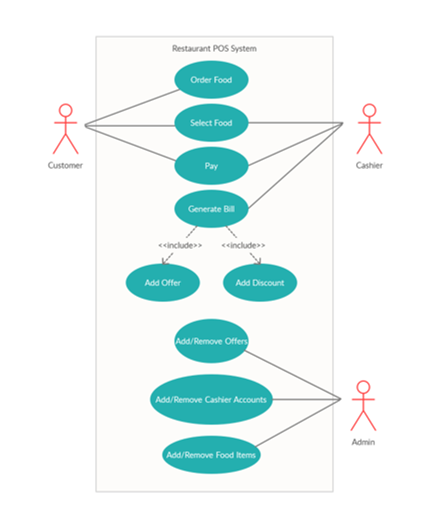 Restaurant POS System
Order Food
Select Food
Customer
Cashier
Pay
Generate Bill
<<include>> <<include>>
Add Offer
Add Discount
Add/Remove Offers
Add/Remove Cashier Accounts
Admin
Add/Remove Food Items